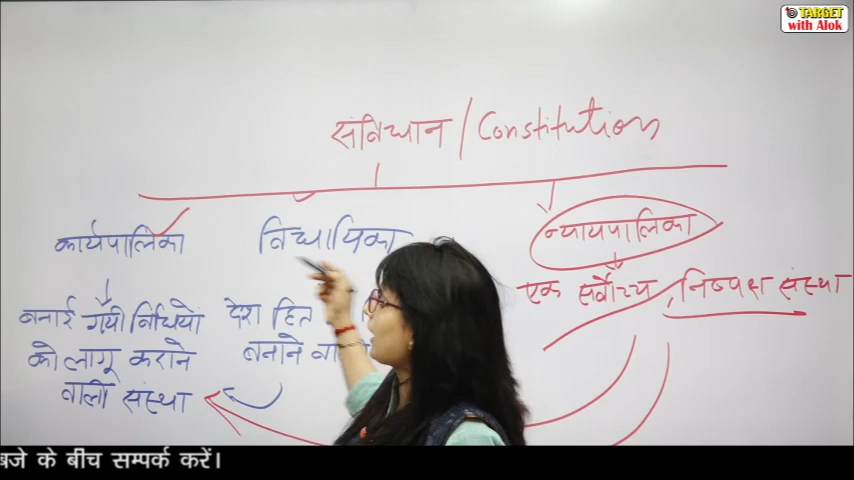 TARGET
with Alok
संविधान / Constitution
कार्यपालिका
विधायिका
न्यायपालिका
एक सर्वोच्च, निष्पक्ष संस्था
बनाई गयी विधियों
को लागू कराने
वाली संस्था
देश हित
बनाने
बजे के बीच सम्पर्क करें।